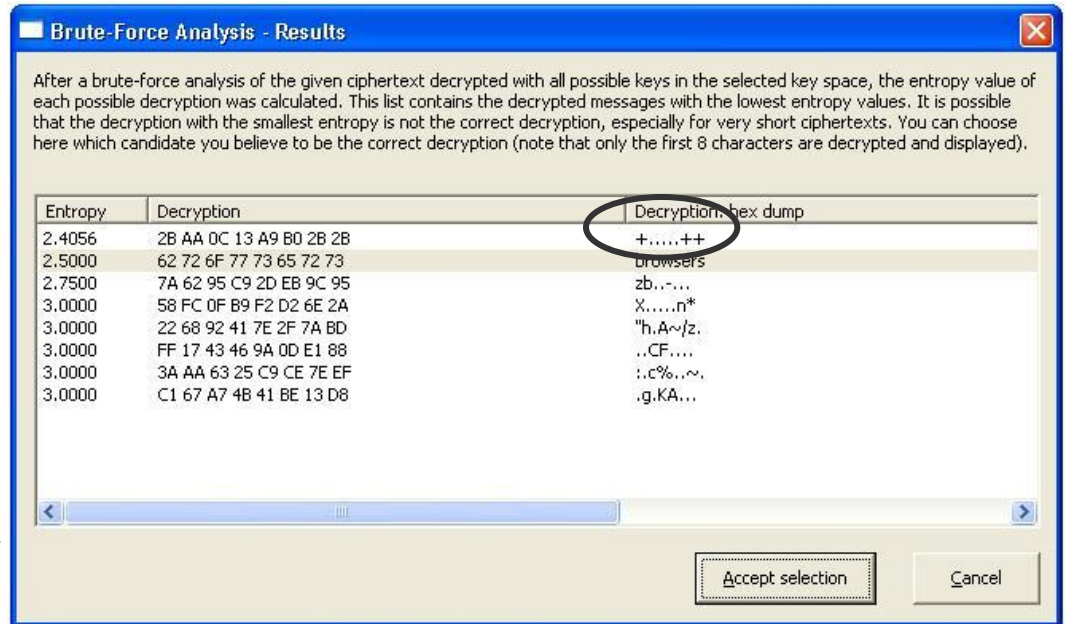 Brute-Force Analysis - Results
After a brute-force analysis of the given ciphertext decrypted with all possible keys in the selected key space, the entropy value of
each possible decryption was calculated. This list contains the decrypted messages with the lowest entropy values. It is possible
that the decryption with the smallest entropy is not the correct decryption, especially for very short ciphertexts. You can choose
here which candidate you believe to be the correct decryption (note that only the first 8 characters are decrypted and displayed).
Entropy Decryption Decryption: hex dump
2.4056 2B AA 0C 13 A9 B0 2B 2B +.....++
2.5000 62 72 6F 77 73 65 72 73 browsers
2.7500 7A 62 95 C9 2D EB 9C 95 zb..-...
3.0000 58 FC 0F B9 F2 D2 6E 2A X.....n*
3.0000 22 68 92 41 7E 2F 7A BD "h.A~/z.
3.0000 FF 17 43 46 9A 0D E1 88 ..CF....
3.0000 3A AA 63 25 C9 CE 7E EF :.c%..~.
3.0000 C1 67 A7 4B 41 BE 13 D8 .g.KA...
Accept selection Cancel